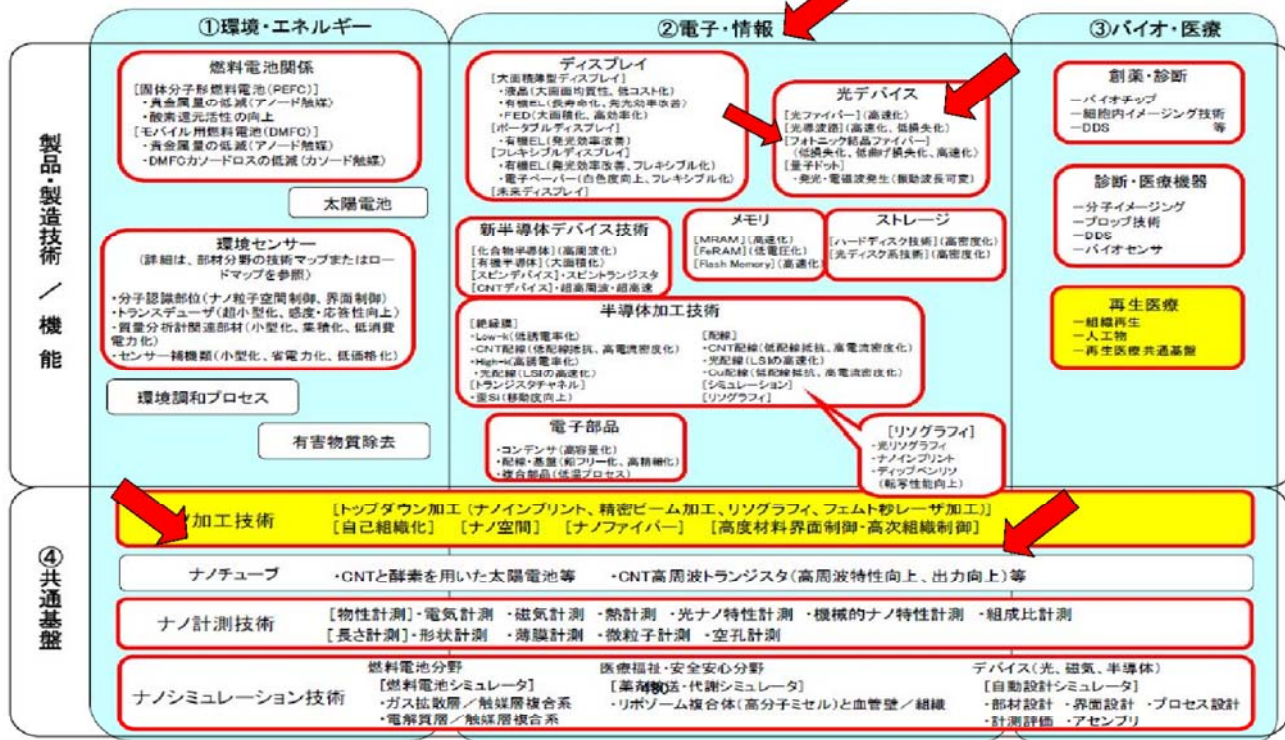 ①環境・エネルギー
②電子・情報
③バイオ・医療
製品・製造技術／機能
燃料電池関係
[固体分子形燃料電池(PEFC)]
・貴金属量の低減(アノード触媒)
・酸素還元活性の向上
[モバイル用燃料電池(DMFC)]
・貴金属量の低減(アノード触媒)
・DMFCカソードロスの低減(カソード触媒)
太陽電池
環境センサー
(詳細は、部材分野の技術マップまたはロー
ドマップを参照)
・分子認識部位(ナノ粒子空間制御、界面制御)
・トランスデューザ(超小型化、感度・応答性向上)
・質量分析計関連部材(小型化、集積化、低消費
電力化)
・センサー補機類(小型化、省電力化、低価格化)
環境調和プロセス
有害物質除去
ディスプレイ
[大面積薄型ディスプレイ]
・液晶(大画面均質性、低コスト化)
・有機EL(長寿命化、発光効率改善)
・FED(大面積化、高効率化)
[ポータブルディスプレイ]
・有機EL(発光効率改善)
[フレキシブルディスプレイ]
・有機EL(発光効率改善、フレキシブル化)
・電子ペーパー(白色度向上、フレキシブル化)
[未来ディスプレイ]
光デバイス
[光ファイバー](高速化)
[光導波路](高速化、低損失化)
[フォトニック結晶ファイバー]
(低損失化、低曲げ損失化、高速化)
[量子ドット]
・発光・電磁波発生(振動波長可変)
新半導体デバイス技術
[化合物半導体](高周波化)
[有機半導体](大面積化)
[スピンデバイス]・スピントランジスタ
[CNTデバイス]・超高周波・超高速
メモリ
[MRAM](高速化)
[FeRAM](低電圧化)
[Flash Memory](高速化)
ストレージ
[ハードディスク技術](高密度化)
[光ディスク系技術](高密度化)
半導体加工技術
[絶縁膜]
・Low-k(低誘電率化)
・CNT配線(低配線抵抗、高電流密度化)
・High-k(高誘電率化)
・光配線(LSIの高速化)
[トランジスタチャネル]
・歪Si(移動度向上)
[配線]
・CNT配線(低配線抵抗、高電流密度化)
・光配線(LSIの高速化)
・Cu配線(低配線抵抗、高電流密度化)
[シミュレーション]
[リソグラフィ]
電子部品
・コンデンサ(高容量化)
・配線・基盤(鉛フリー化、高精細化)
・複合部品(低温プロセス)
[リソグラフィ]
・光リソグラフィ
・ナノインプリント
・ディップペンリソ
(転写性能向上)
創薬・診断
－バイオチップ
－細胞内イメージング技術
－DDS 等
診断・医療機器
－分子イメージング
－プロップ技術
－DDS
－バイオセンサ
再生医療
－組織再生
－人工物
－再生医療共通基盤
④共通基盤
加工技術
[トップダウン加工(ナノインプリント、精密ビーム加工、リソグラフィ、フェムト秒レーザ加工)]
[自己組織化] [ナノ空間] [ナノファイバー] [高度材料界面制御・高次組織制御]
ナノチューブ ・CNTと酵素を用いた太陽電池等 ・CNT高周波トランジスタ(高周波特性向上、出力向上)等
ナノ計測技術
[物性計測]・電気計測 ・磁気計測 ・熱計測 ・光ナノ特性計測 ・機械的ナノ特性計測 ・組成比計測
[長さ計測]・形状計測 ・薄膜計測 ・微粒子計測 ・空孔計測
ナノシミュレーション技術
燃料電池分野
[燃料電池シミュレータ]
・ガス拡散層／触媒層複合系
・電解質層／触媒層複合系
医療福祉・安全安心分野
[薬剤輸送・代謝シミュレータ]
480
・リポゾーム複合体(高分子ミセル)と血管壁／組織
デバイス(光、磁気、半導体)
[自動設計シミュレータ]
・部材設計 ・界面設計 ・プロセス設計
・計測評価 ・アセンブリ